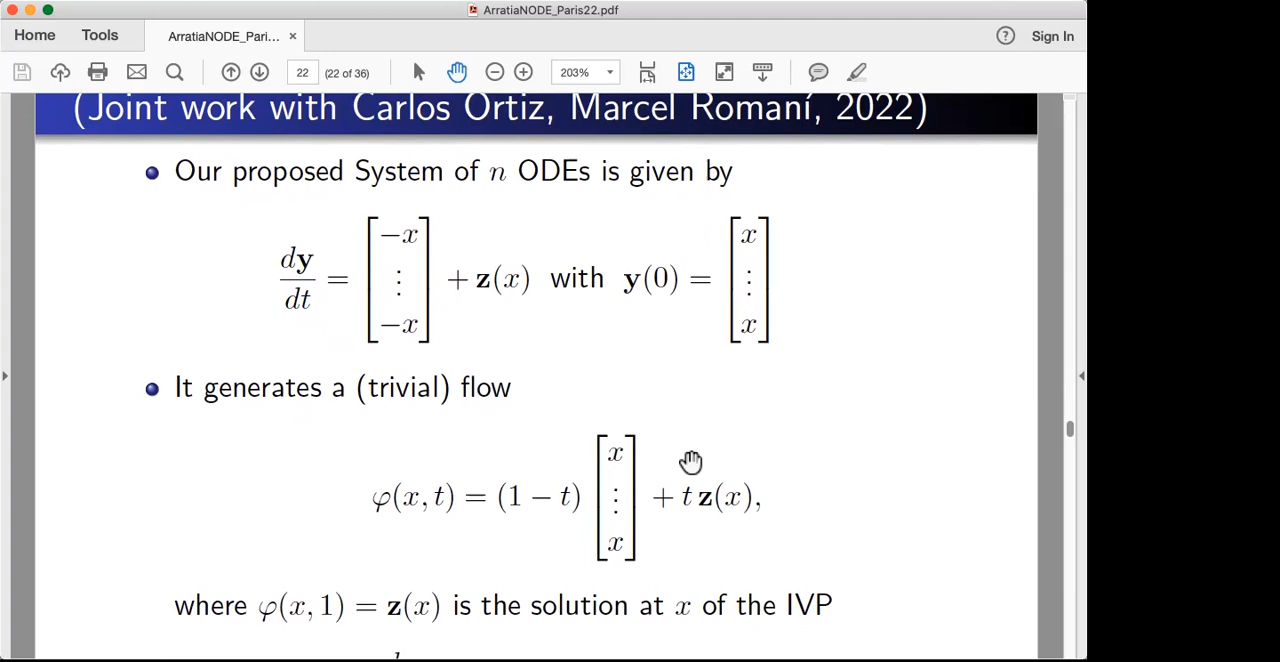 ArratiaNODE_Paris22.pdf
Home Tools ArratiaNODE_Pari... × Sign In
22 (22 of 36) 203%
(Joint work with Carlos Ortiz, Marcel Romaní, 2022)
Our proposed System of n ODEs is given by
dy/dt = [−x ⋮ −x] + z(x) with y(0) = [x ⋮ x]
It generates a (trivial) flow
φ(x, t) = (1 − t) [x ⋮ x] + t z(x),
where φ(x, 1) = z(x) is the solution at x of the IVP